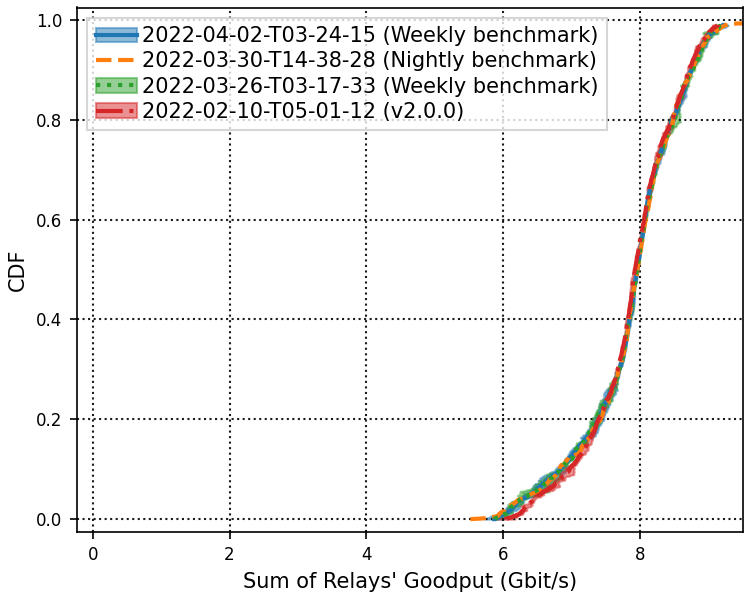 2022-04-02-T03-24-15 (Weekly benchmark)
2022-03-30-T14-38-28 (Nightly benchmark)
2022-03-26-T03-17-33 (Weekly benchmark)
2022-02-10-T05-01-12 (v2.0.0)
1.0
0.8
0.6
0.4
0.2
0.0
CDF
0 2 4 6 8
Sum of Relays' Goodput (Gbit/s)